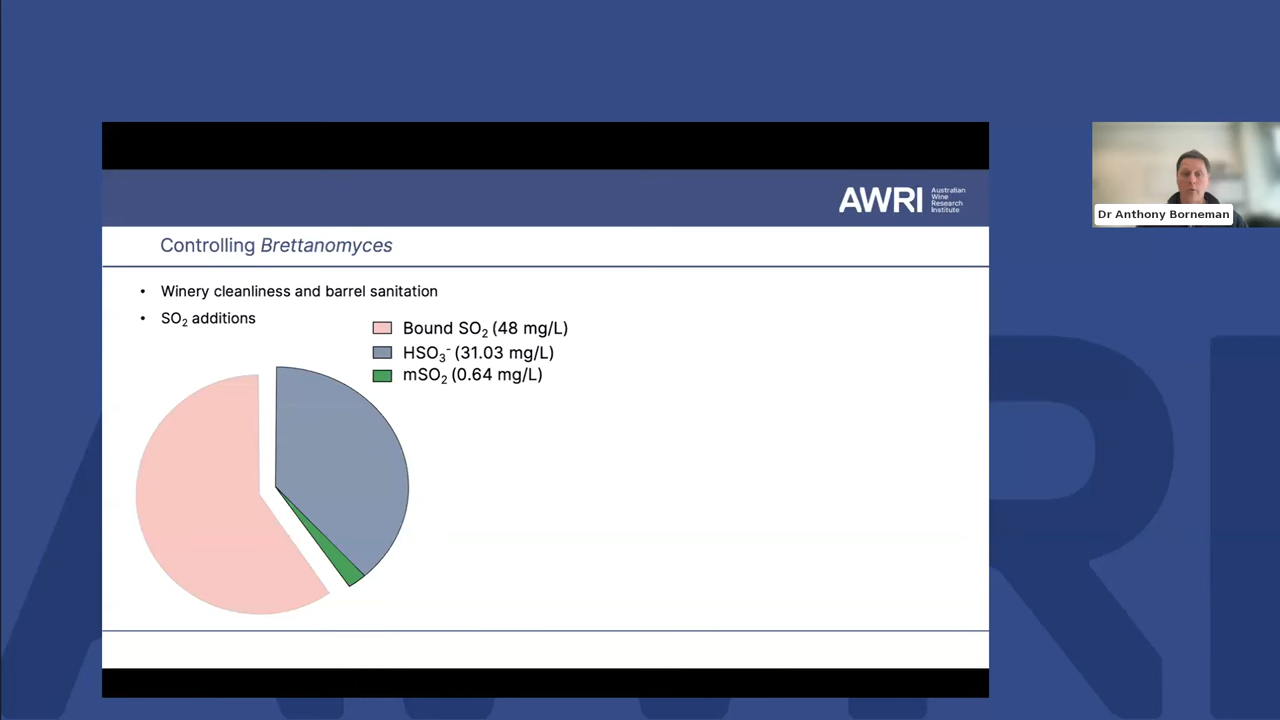 AWRI
Australian
Wine
Research
Institute
Dr Anthony Borneman
Controlling Brettanomyces
• Winery cleanliness and barrel sanitation
• SO₂ additions
Bound SO₂ (48 mg/L)
HSO₃⁻ (31.03 mg/L)
mSO₂ (0.64 mg/L)
AWRI